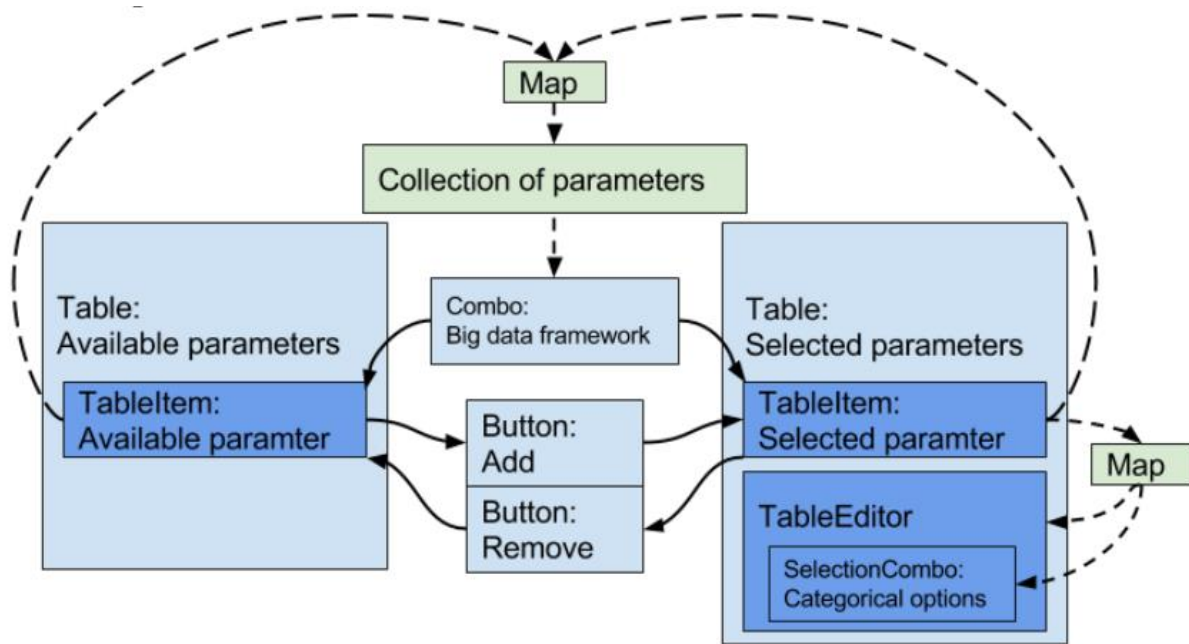 Map
Collection of parameters
Table:
Available parameters
Combo:
Big data framework
Table:
Selected parameters
TableItem:
Available paramter
Button:
Add
TableItem:
Selected paramter
Map
Button:
Remove
TableEditor
SelectionCombo:
Categorical options